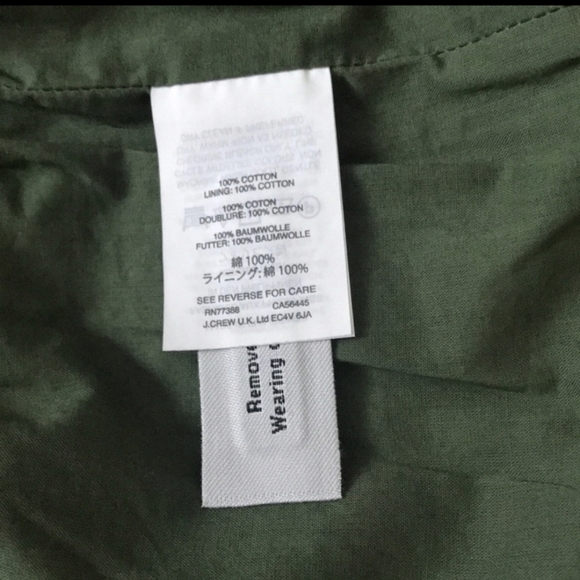 100% COTTON
LINING: 100% COTTON
100% COTON
DOUBLURE: 100% COTON
100% BAUMWOLLE
FUTTER: 100% BAUMWOLLE
綿 100%
ライニング: 綿 100%
SEE REVERSE FOR CARE
RN77388 CA56445
J.CREW U.K. Ltd EC4V 6JA
Remove
Wearing